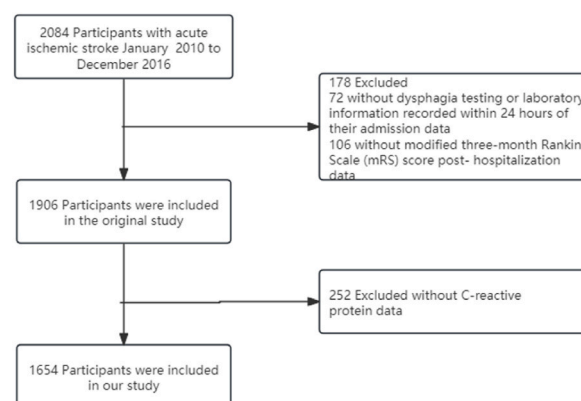 2084 Participants with acute
ischemic stroke January 2010 to
December 2016
178 Excluded
72 without dysphagia testing or laboratory
information recorded within 24 hours of
their admission data
106 without modified three-month Rankin
Scale (mRS) score post- hospitalization
data
1906 Participants were included
in the original study
252 Excluded without C-reactive
protein data
1654 Participants were included
in our study